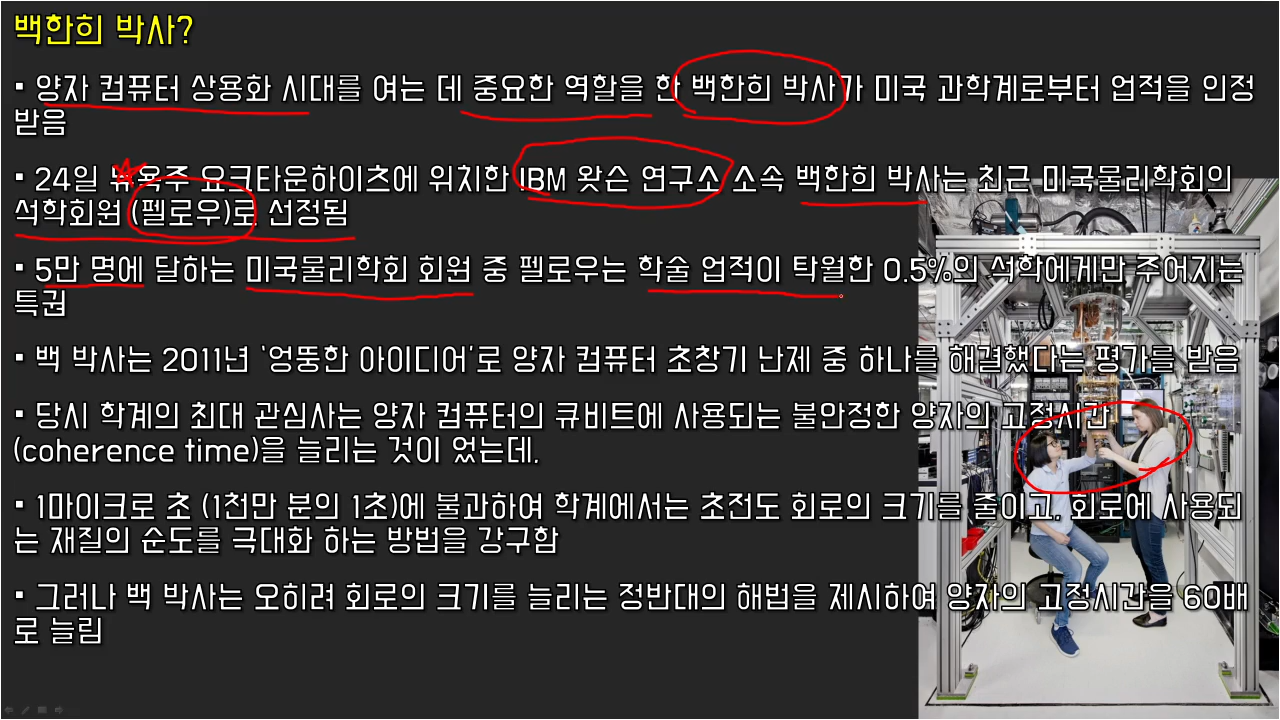 백한희 박사?
▪ 양자 컴퓨터 상용화 시대를 여는 데 중요한 역할을 한 백한희 박사가 미국 과학계로부터 업적을 인정
받음
▪ 24일 뉴욕주 요크타운하이츠에 위치한 IBM 왓슨 연구소 소속 백한희 박사는 최근 미국물리학회의
석학회원 (펠로우)로 선정됨
▪ 5만 명에 달하는 미국물리학회 회원 중 펠로우는 학술 업적이 탁월한 0.5%의 석학에게만 주어지는
특권
▪ 백 박사는 2011년 '엉뚱한 아이디어'로 양자 컴퓨터 초창기 난제 중 하나를 해결했다는 평가를 받음
▪ 당시 학계의 최대 관심사는 양자 컴퓨터의 큐비트에 사용되는 불안정한 양자의 고정시간
(coherence time)을 늘리는 것이 었는데.
▪ 1마이크로 초 (1천만 분의 1초)에 불과하여 학계에서는 초전도 회로의 크기를 줄이고. 회로에 사용되
는 재질의 순도를 극대화 하는 방법을 강구함
▪ 그러나 백 박사는 오히려 회로의 크기를 늘리는 정반대의 해법을 제시하여 양자의 고정시간을 60배
로 늘림